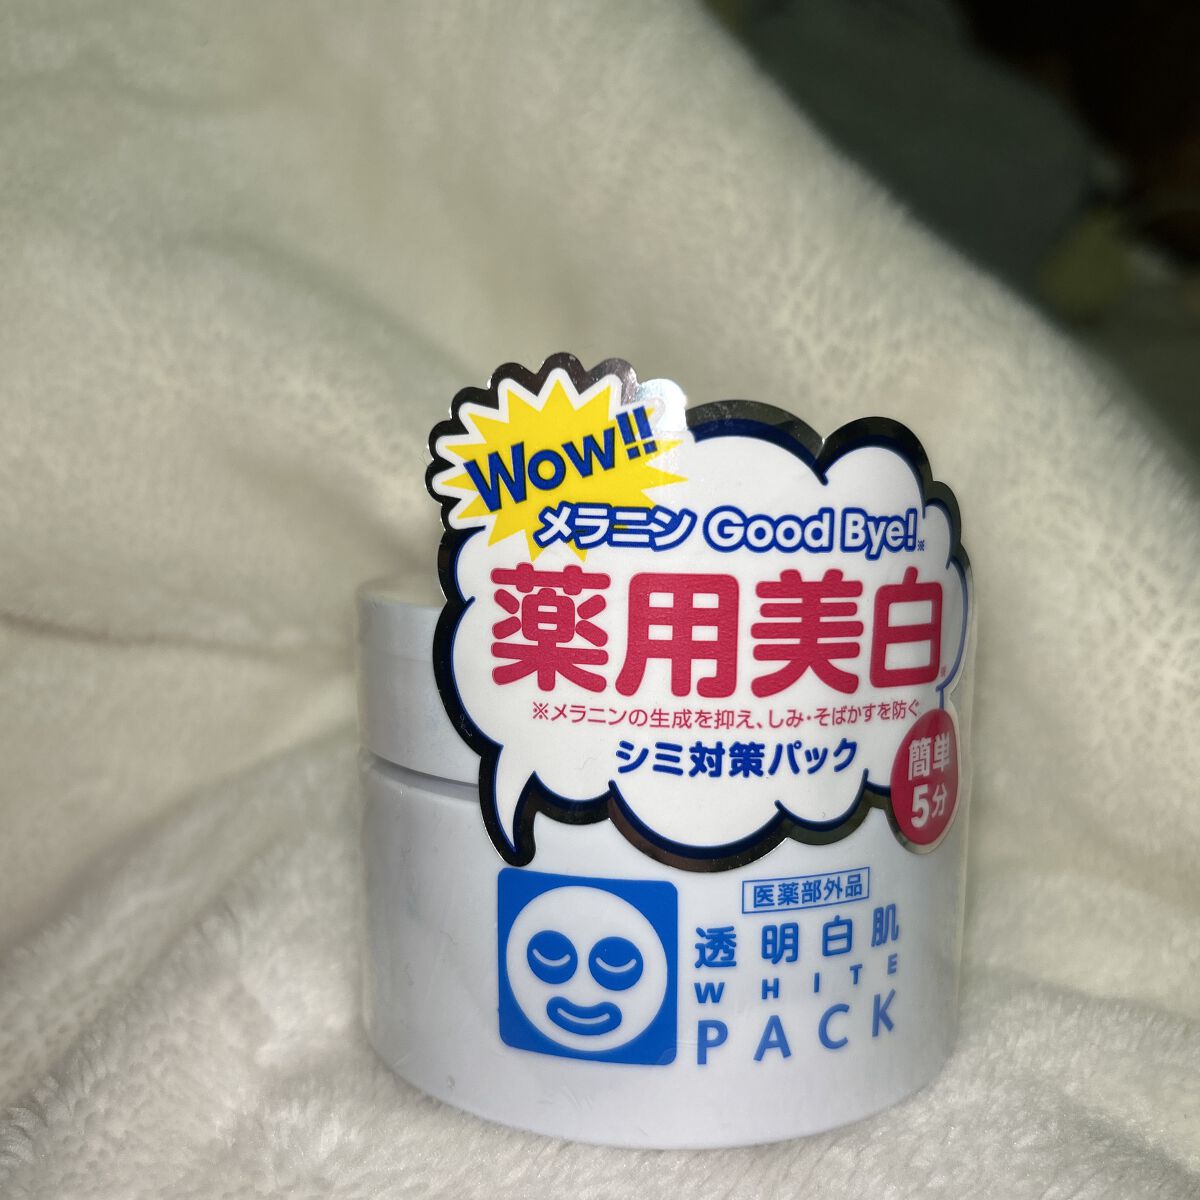 Wow!!
メラニン Good Bye!※
薬用美白※
※メラニンの生成を抑え、しみ・そばかすを防ぐ
シミ対策パック
簡単
5分
医薬部外品
透明白肌
WHITE
PACK